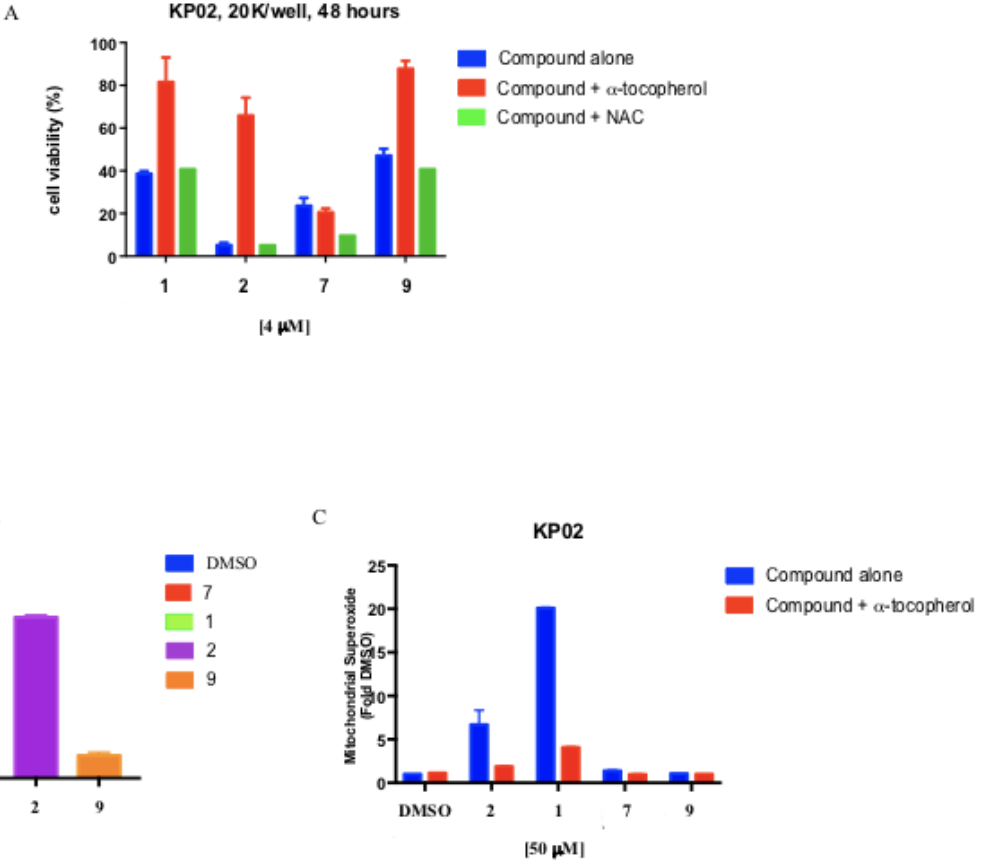 A
KP02, 20K/well, 48 hours
cell viability (%)
100
80
60
40
20
0
1 2 7 9
[4 µM]
Compound alone
Compound + α-tocopherol
Compound + NAC
2 9
DMSO
7
1
2
9
C
KP02
Mitochondrial Superoxide
(Fold DMSO)
25
20
15
10
5
0
DMSO 2 1 7 9
[50 µM]
Compound alone
Compound + α-tocopherol